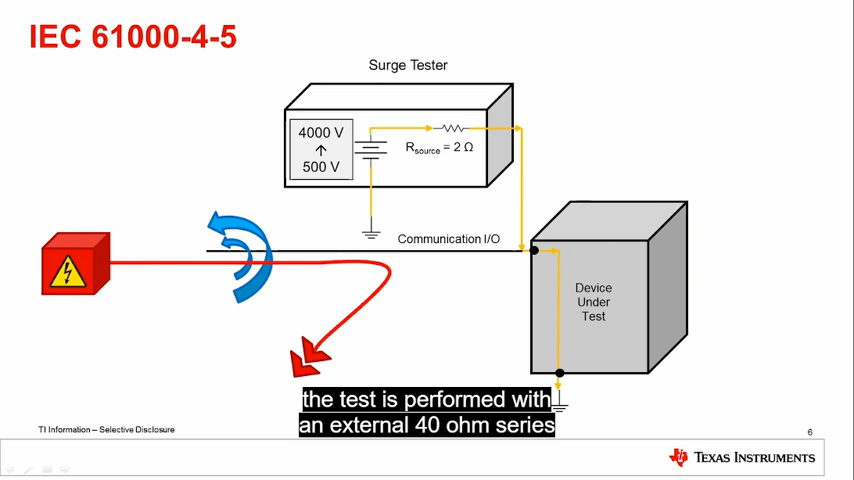 IEC 61000-4-5
Surge Tester
4000 V
↑
500 V
Rsource = 2 Ω
Communication I/O
Device
Under
Test
the test is performed with
an external 40 ohm series
TI Information – Selective Disclosure
6
TEXAS INSTRUMENTS